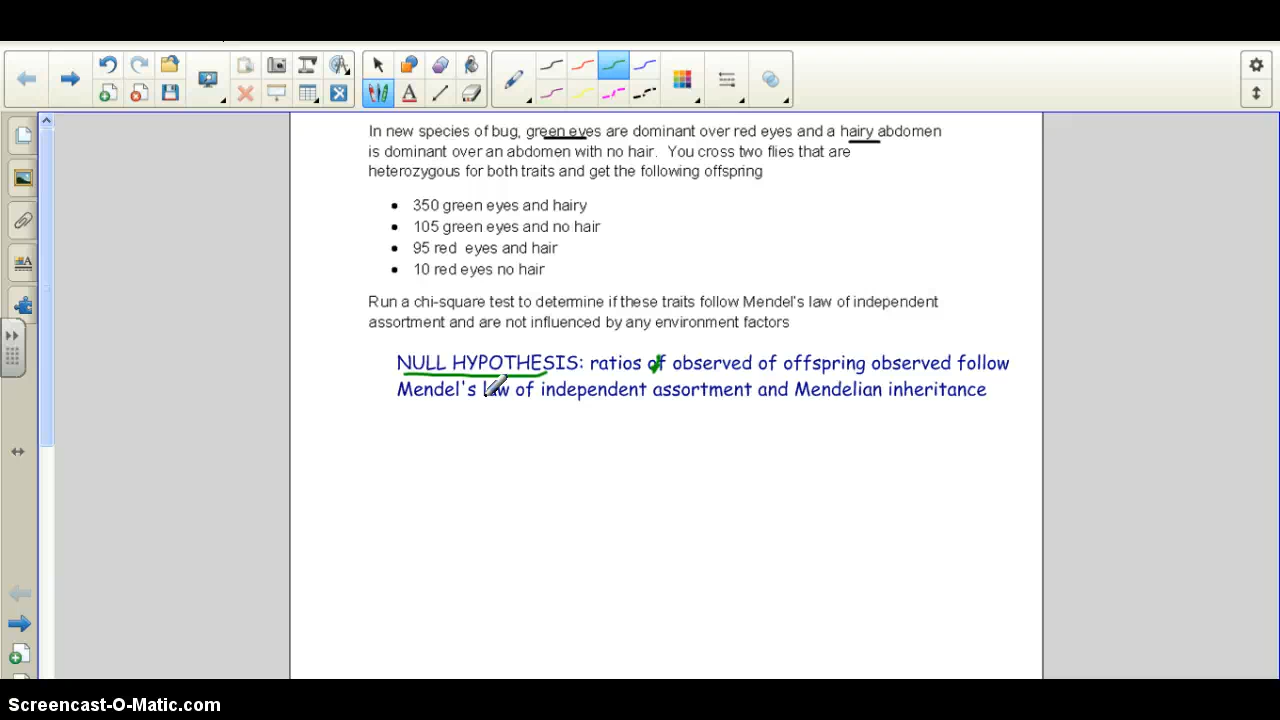 In new species of bug, green eyes are dominant over red eyes and a hairy abdomen
is dominant over an abdomen with no hair. You cross two flies that are
heterozygous for both traits and get the following offspring
• 350 green eyes and hairy
• 105 green eyes and no hair
• 95 red eyes and hair
• 10 red eyes no hair
Run a chi-square test to determine if these traits follow Mendel's law of independent
assortment and are not influenced by any environment factors
NULL HYPOTHESIS: ratios of observed of offspring observed follow
Mendel's law of independent assortment and Mendelian inheritance
Screencast-O-Matic.com